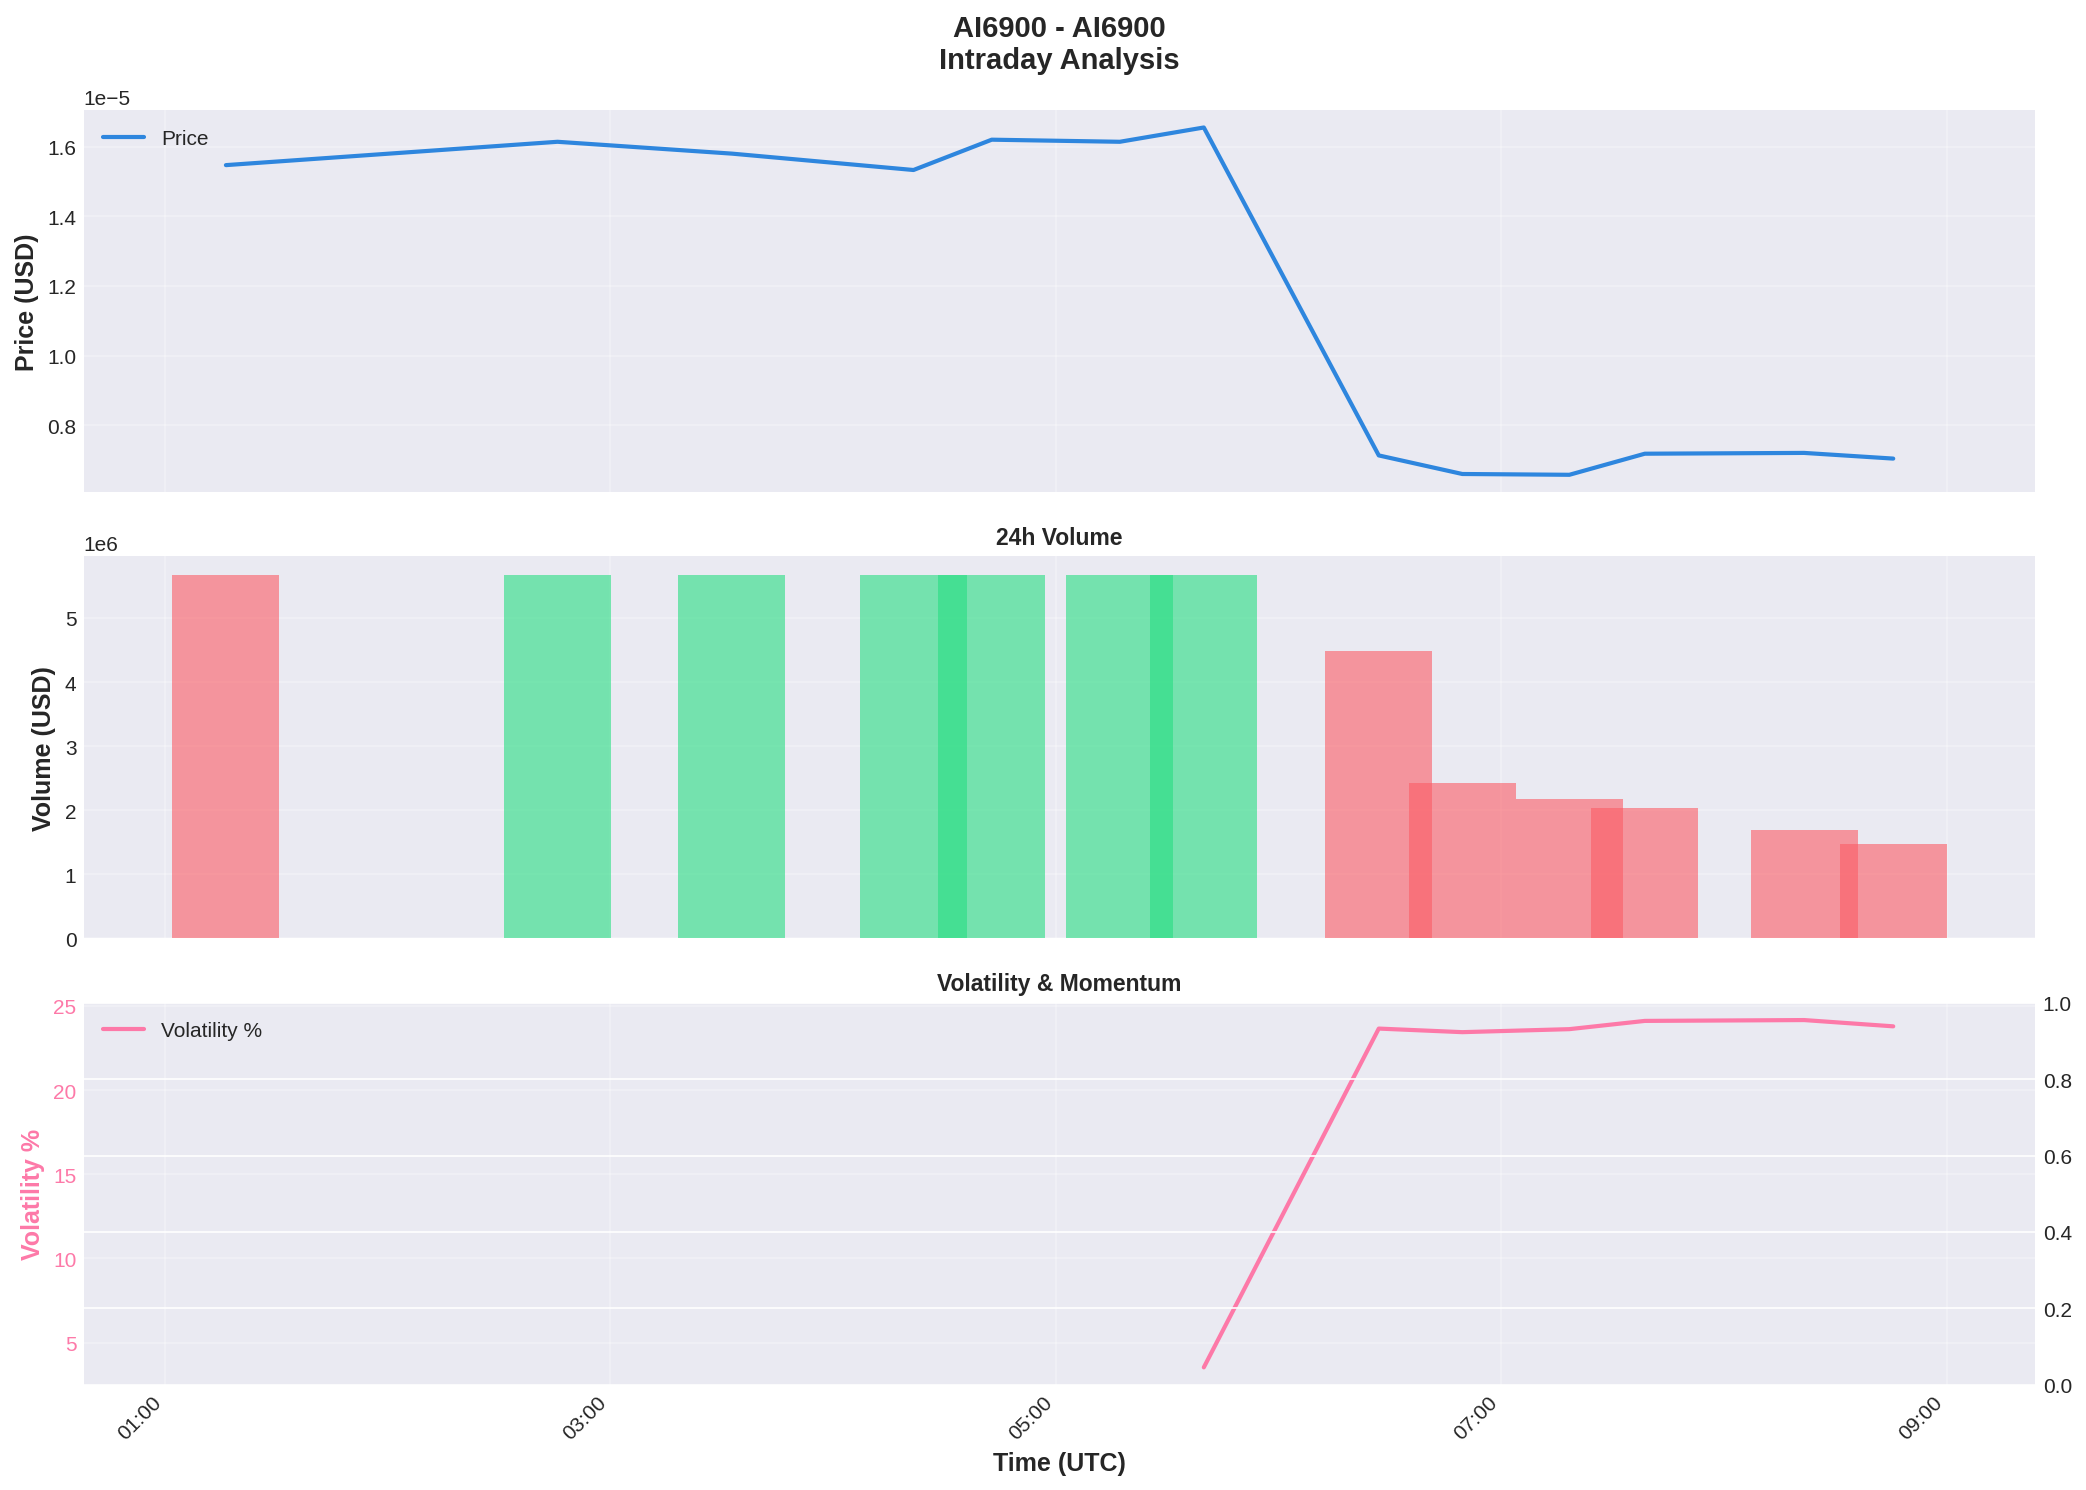 AI6900 - AI6900
Intraday Analysis
1e−5
Price
1.6
1.4
1.2
1.0
0.8
Price (USD)
24h Volume
1e6
5
4
3
2
1
0
Volume (USD)
Volatility & Momentum
Volatility %
25
20
15
10
5
Volatility %
1.0
0.8
0.6
0.4
0.2
0.0
01:00
03:00
05:00
07:00
09:00
Time (UTC)